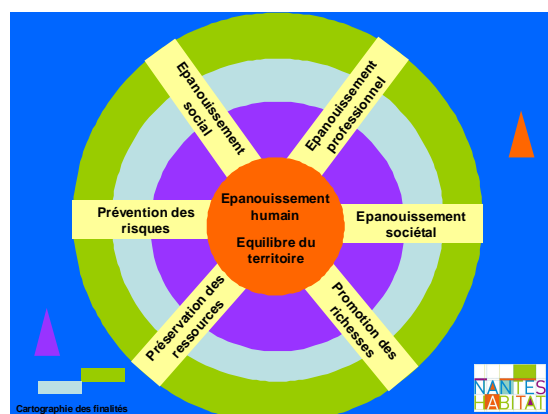 Epanouissement
social
Epanouissement
professionnel
Prévention des
risques
Epanouissement
humain
Equilibre du
territoire
Epanouissement
sociétal
Préservation des
ressources
Promotion des
richesses
Cartographie des finalités
NANTES
HABITAT